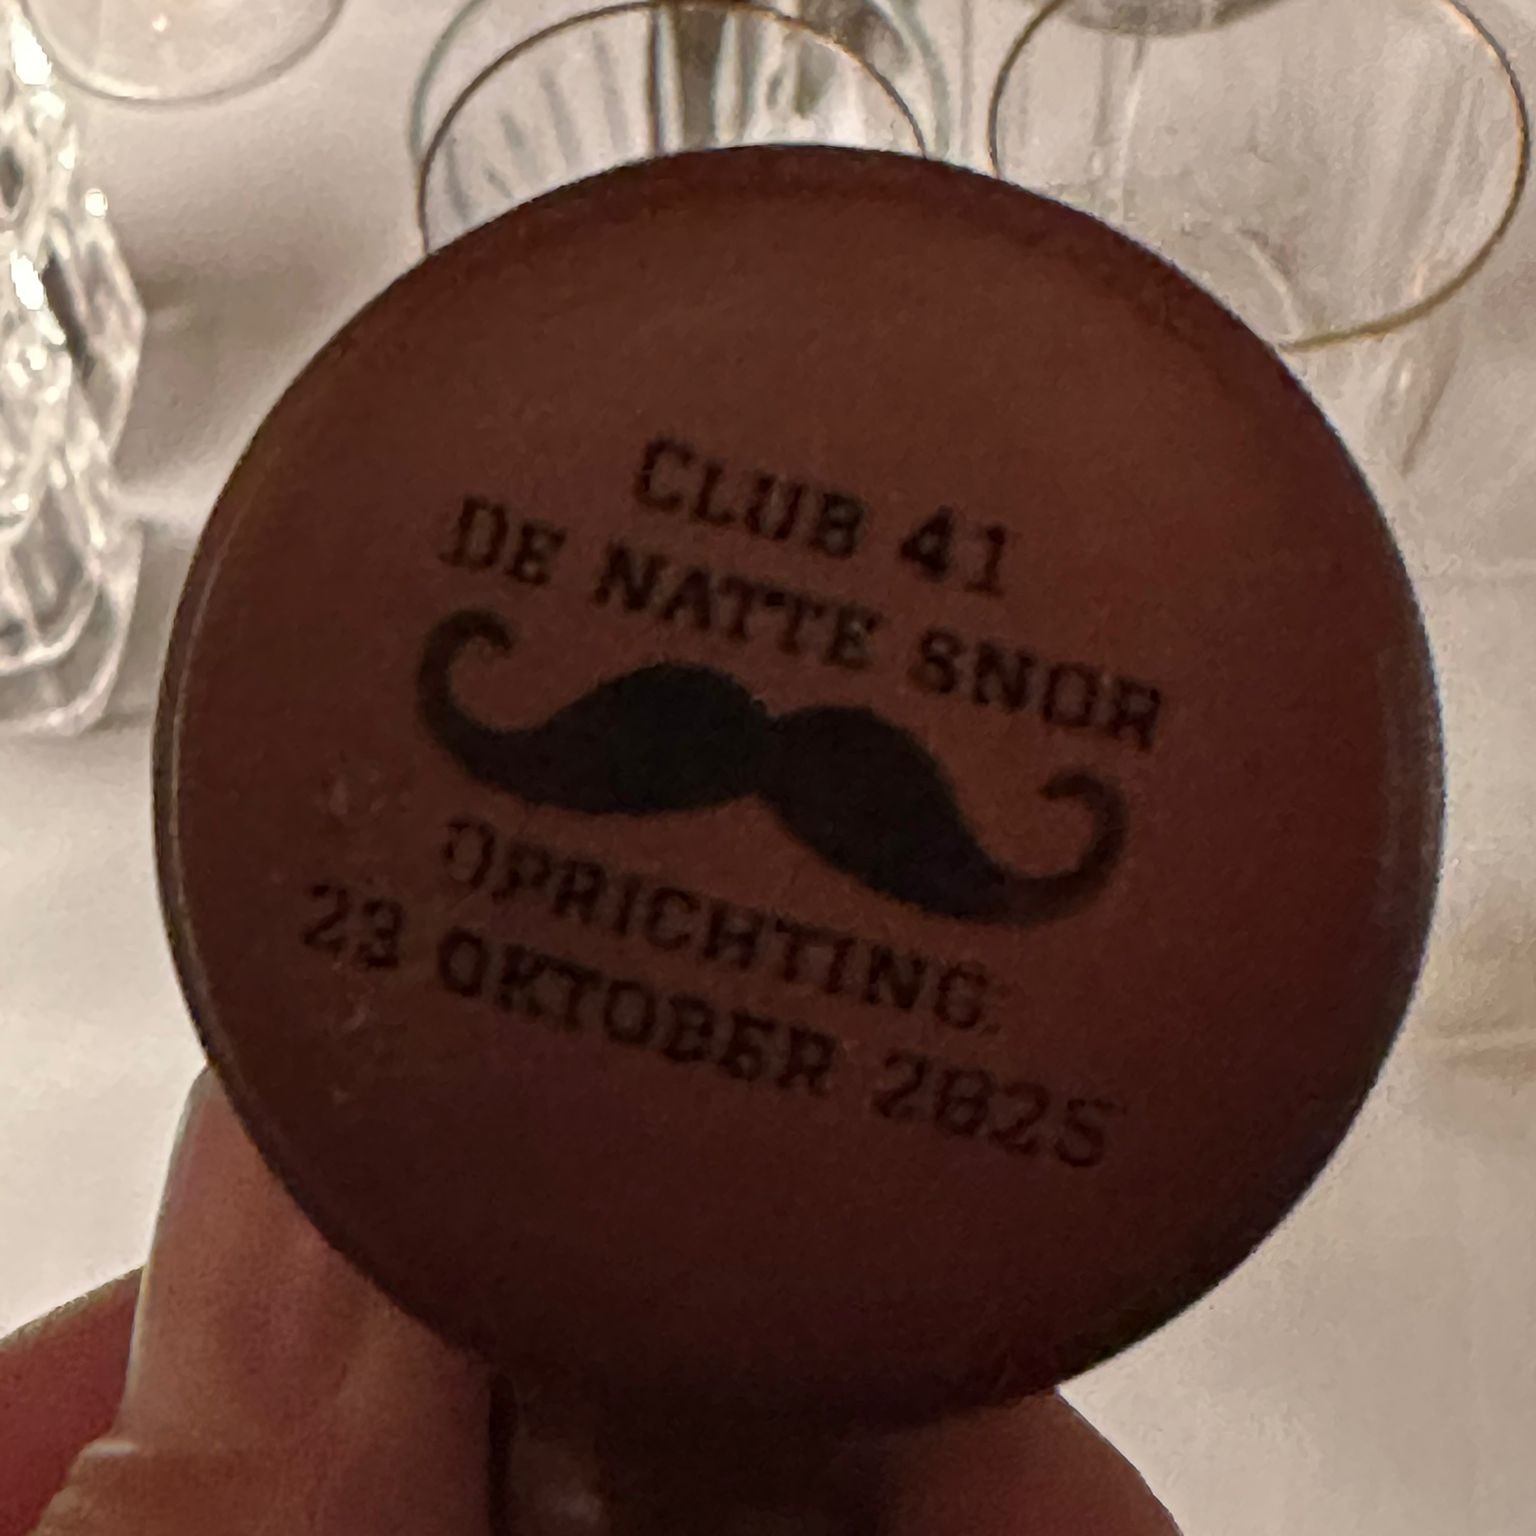 CLUB 41
DE NATTE SNOR
OPRICHTING
23 OKTOBER 2025